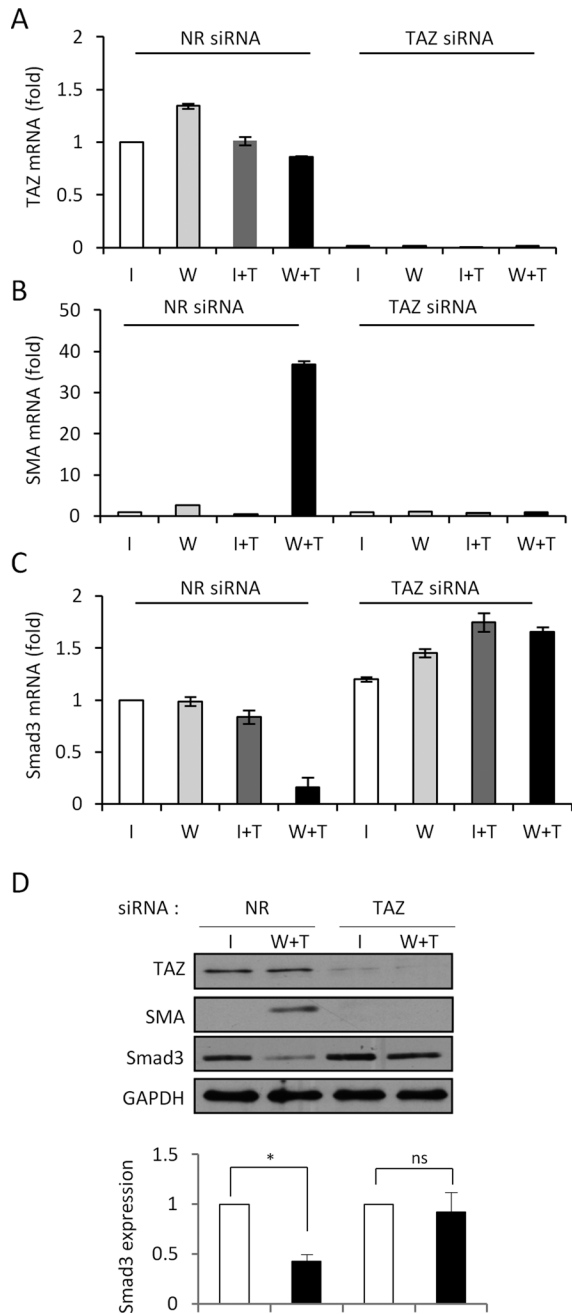 A
NR siRNA TAZ siRNA
TAZ mRNA (fold)
2
1.5
1
0.5
0
I W I+T W+T I W I+T W+T
B
NR siRNA TAZ siRNA
SMA mRNA (fold)
50
40
30
20
10
0
I W I+T W+T I W I+T W+T
C
NR siRNA TAZ siRNA
Smad3 mRNA (fold)
2
1.5
1
0.5
0
I W I+T W+T I W I+T W+T
D
siRNA : NR TAZ
I W+T I W+T
TAZ
SMA
Smad3
GAPDH
Smad3 expression
1.5
1
0.5
0
* ns